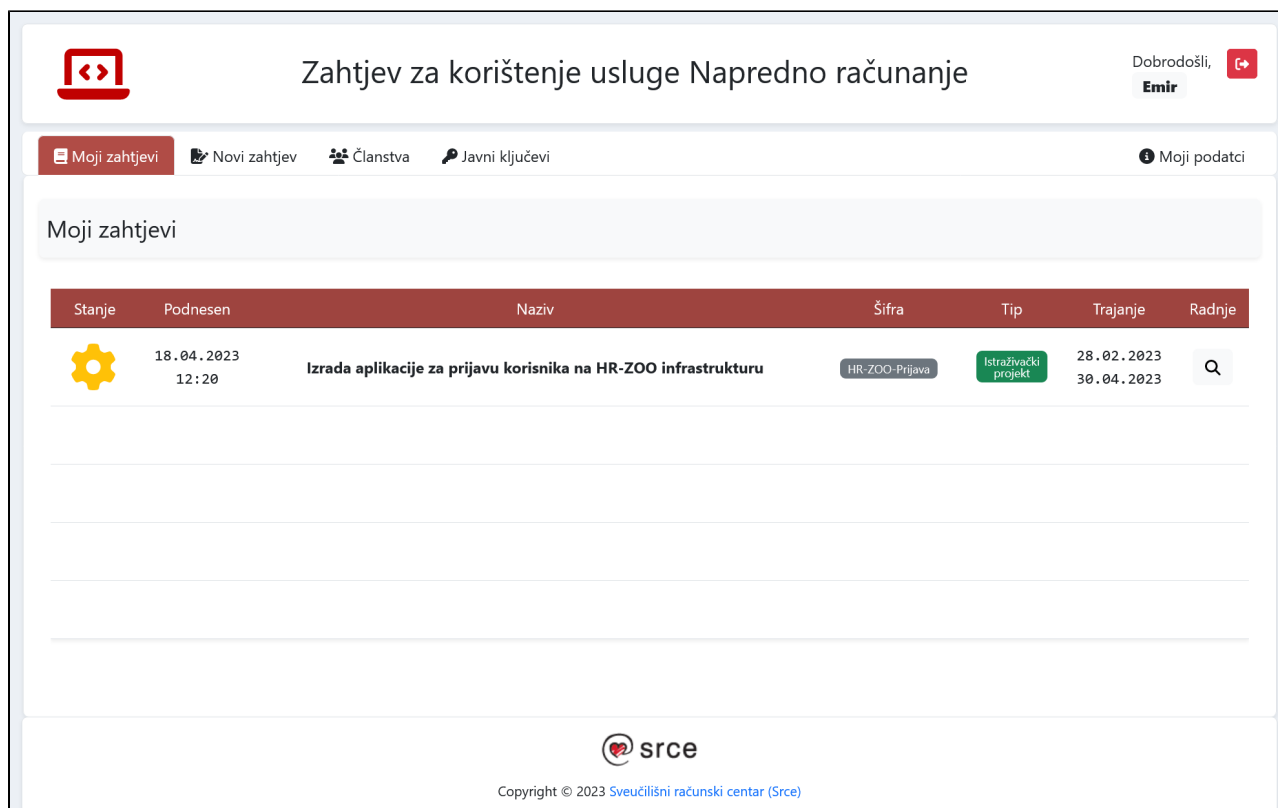 Zahtjev za korištenje usluge Napredno računanje
Dobrodošli,
Emir
Moji zahtjevi Novi zahtjev Članstva Javni ključevi Moji podatci
Moji zahtjevi
Stanje Podnesen Naziv Šifra Tip Trajanje Radnje
18.04.2023
12:20
Izrada aplikacije za prijavu korisnika na HR-ZOO infrastrukturu
HR-ZOO-Prijava
Istraživački
projekt
28.02.2023
30.04.2023
srce
Copyright © 2023 Sveučilišni računski centar (Srce)